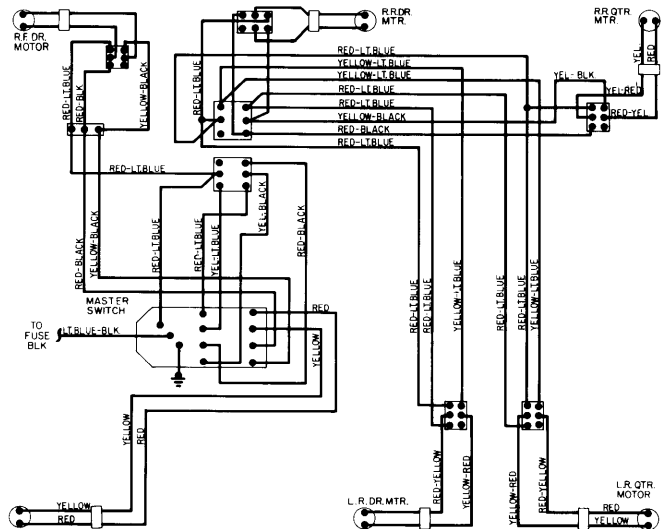 R.F. DR.
MOTOR
R.R.DR.
MTR.
RR.QTR.
MTR.
RED-LT.BLUE
YELLOW-LT.BLUE
YELLOW-LT.BLUE
RED-LT.BLUE
RED-LT.BLUE
YELLOW-BLACK
RED-BLACK
RED-LT.BLUE
YEL-BLK
YEL-RED
RED-YEL
YEL
RED
RED-LT.BLUE
RED-BLK
YELLOW-BLACK
RED-LT.BLUE
RED-LT.BLUE
RED-BLACK
YELLOW-BLACK
RED-LT.BLUE
RED-LT.BLUE
YEL-LT.BLUE
YEL-BLACK
RED-BLACK
MASTER
SWITCH
TO
FUSE
BLK
LT.BLUE-BLK
RED
YELLOW
RED-LT.BLUE
RED-LT.BLUE
YELLOW-LT.BLUE
RED-LT.BLUE
RED-LT.BLUE
YELLOW-LT.BLUE
YELLOW
RED
YELLOW
RED
L.R.DR.MTR.
RED-YELLOW
YELLOW-RED
YELLOW-RED
RED-YELLOW
L.R. QTR.
MOTOR
RED
YELLOW